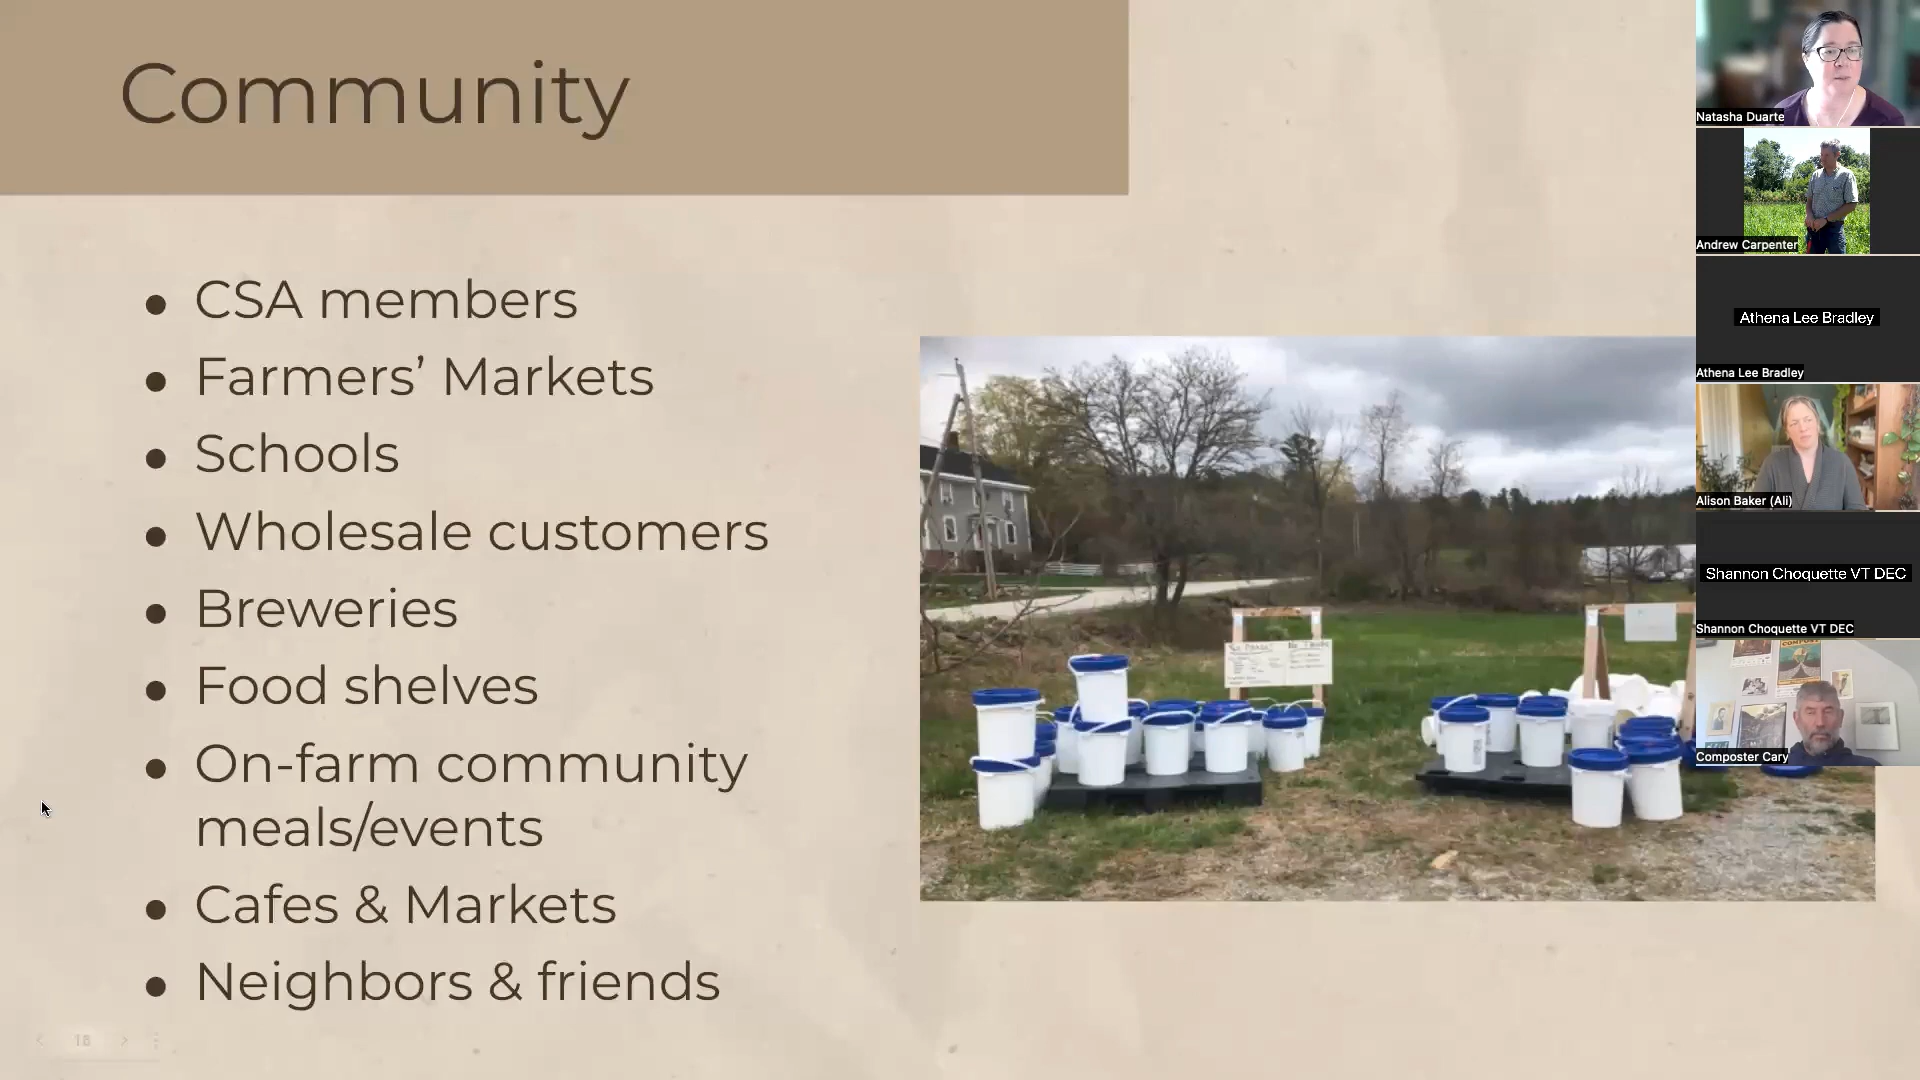 Community
• CSA members
• Farmers’ Markets
• Schools
• Wholesale customers
• Breweries
• Food shelves
• On-farm community
meals/events
• Cafes & Markets
• Neighbors & friends
18
Natasha Duarte
Andrew Carpenter
Athena Lee Bradley
Athena Lee Bradley
Alison Baker (Ali)
Shannon Choquette VT DEC
Shannon Choquette VT DEC
COMPOST
Composter Cary